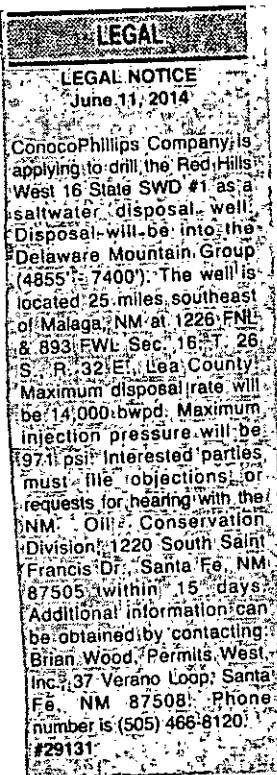 LEGAL
LEGAL NOTICE
June 11, 2014
ConocoPhillips Company is
applying to drill the Red Hills
West 16 State SWD #1 as a
saltwater disposal well.
Disposal will be into the
Delaware Mountain Group
(4855' - 7400'). The well is
located 25 miles southeast
of Malaga, NM at 1226 FNL
& 893 FWL Sec. 16, T. 26
S., R. 32 E., Lea County.
Maximum disposal rate will
be 14,000 bwpd. Maximum
injection pressure will be
971 psi. Interested parties
must file objections or
requests for hearing with the
NM Oil Conservation
Division, 1220 South Saint
Francis Dr., Santa Fe, NM
87505 within 15 days.
Additional information can
be obtained by contacting:
Brian Wood, Permits West,
Inc., 37 Verano Loop, Santa
Fe, NM 87508. Phone
number is (505) 466-8120.
#29131